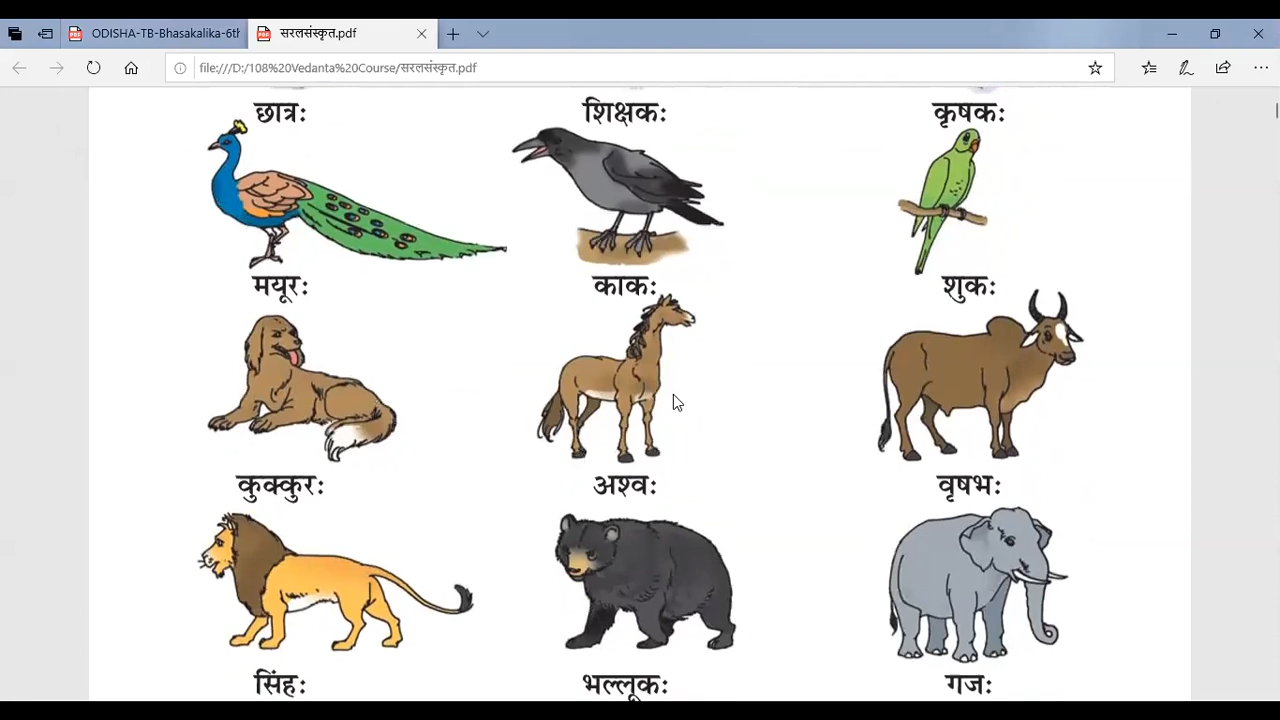 ODISHA-TB-Bhasakalika-6th
सरलसंस्कृत.pdf
file:///D:/108%20Vedanta%20Course/सरलसंस्कृत.pdf
छात्रः शिक्षकः कृषकः
मयूरः काकः शुकः
कुक्कुरः अश्वः वृषभः
सिंहः भल्लूकः गजः